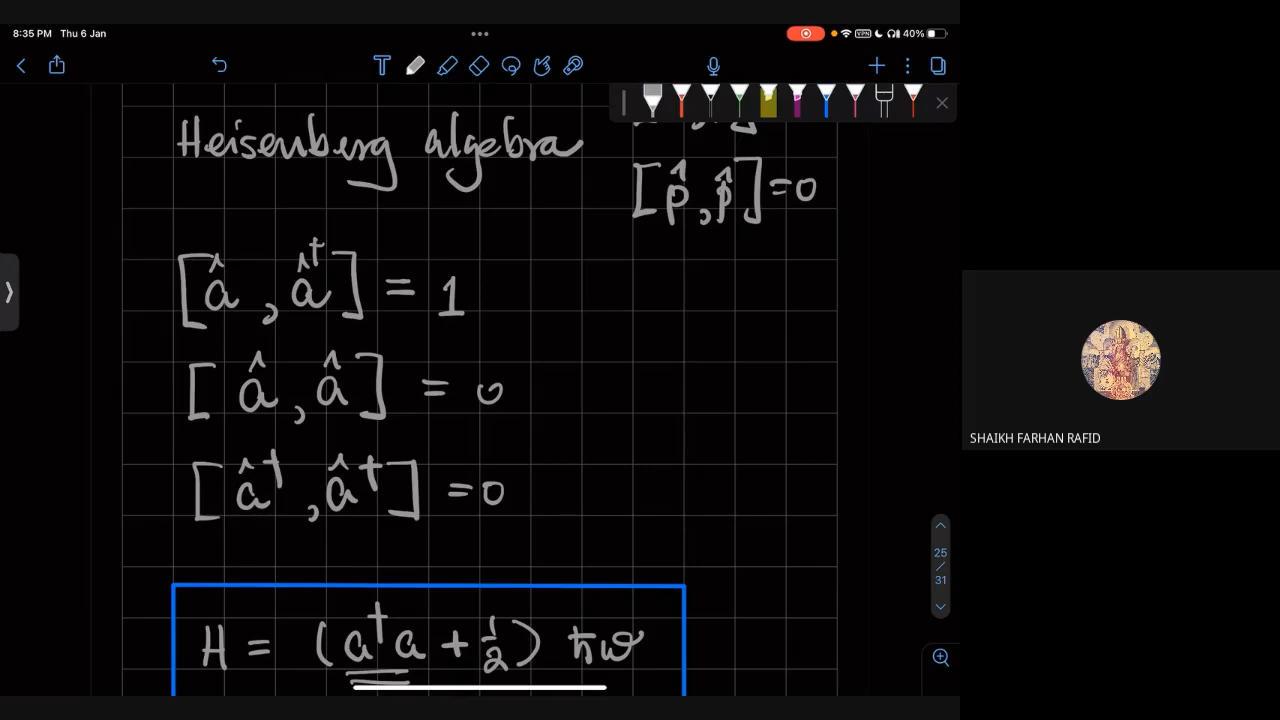 8:35 PM Thu 6 Jan
VPN
40%
Heisenberg algebra
[p̂, p̂] = 0
[â, â†] = 1
[â, â] = 0
[â†, â†] = 0
25
/
31
H = (a†a + 1/2) ħω
SHAIKH FARHAN RAFID